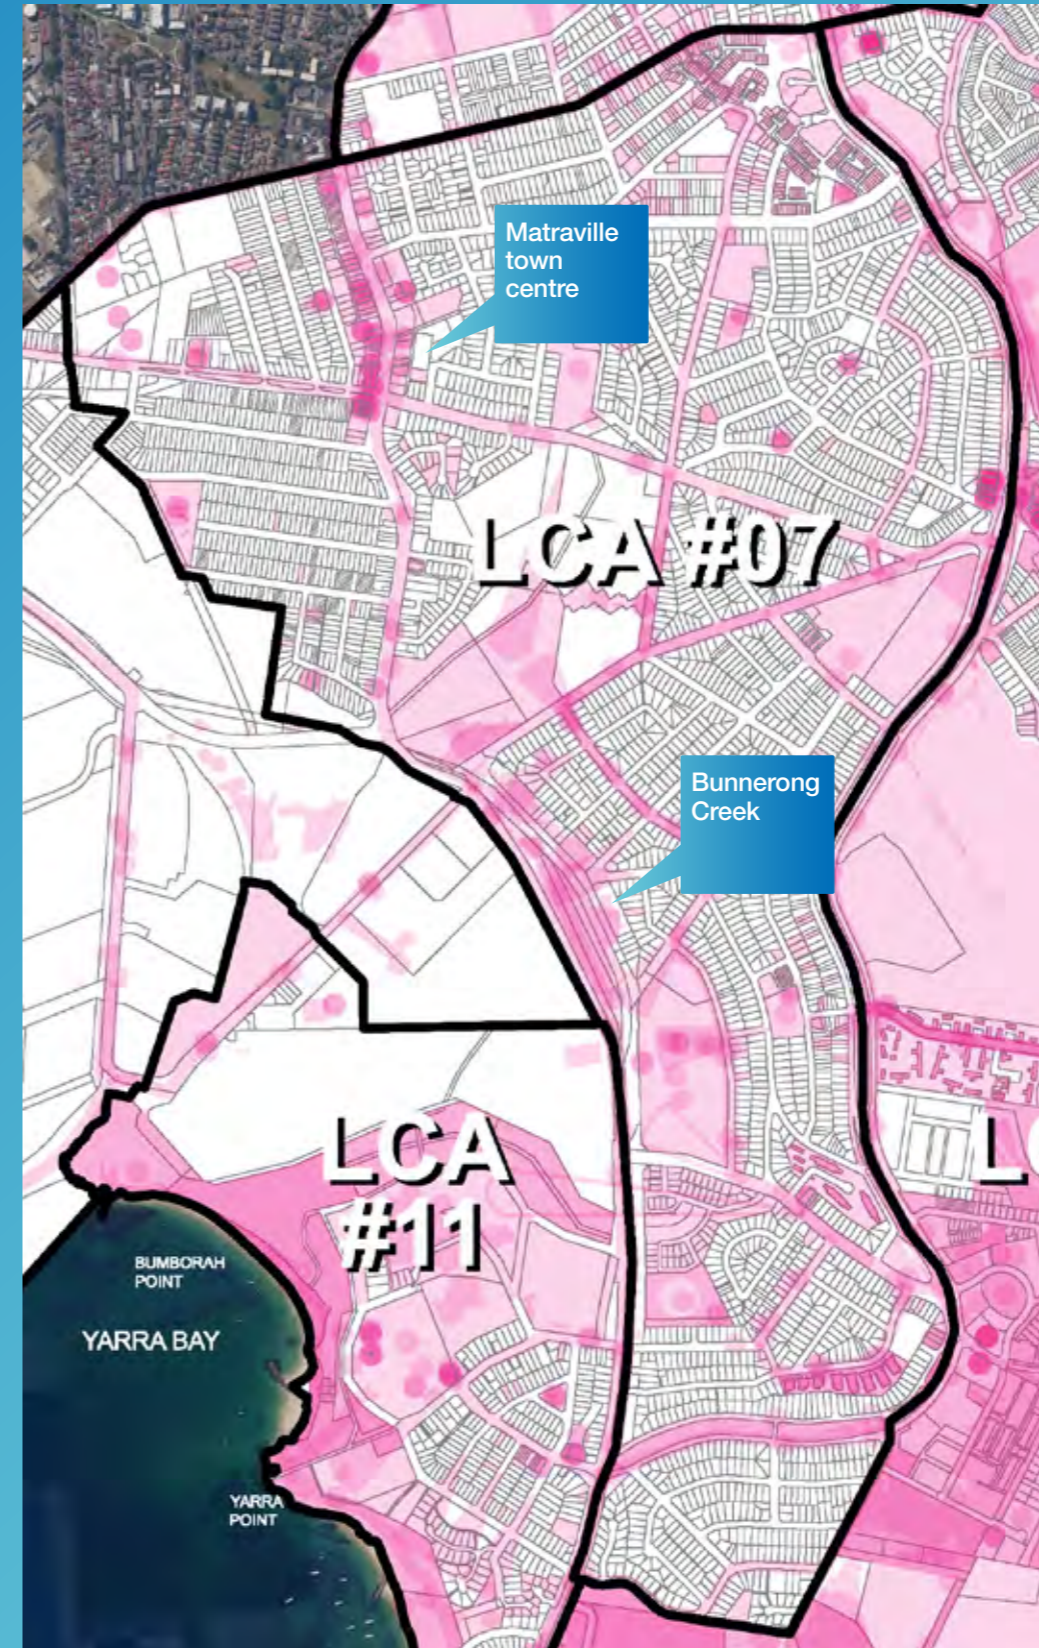 Matraville
town
centre
LCA #07
Bunnerong
Creek
LCA
#11
L
BUMBORAH
POINT
YARRA BAY
YARRA
POINT